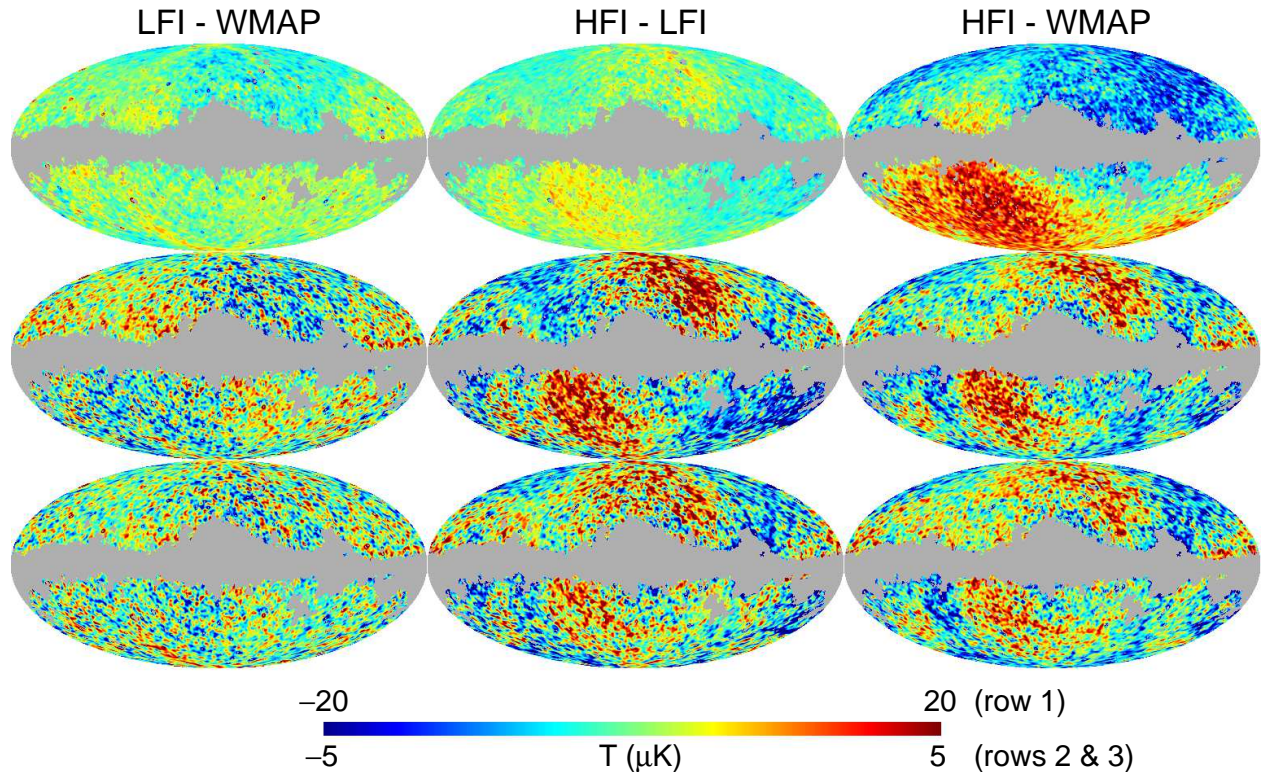 LFI - WMAP
HFI - LFI
HFI - WMAP
−20 20 (row 1)
−5 T (μK) 5 (rows 2 & 3)